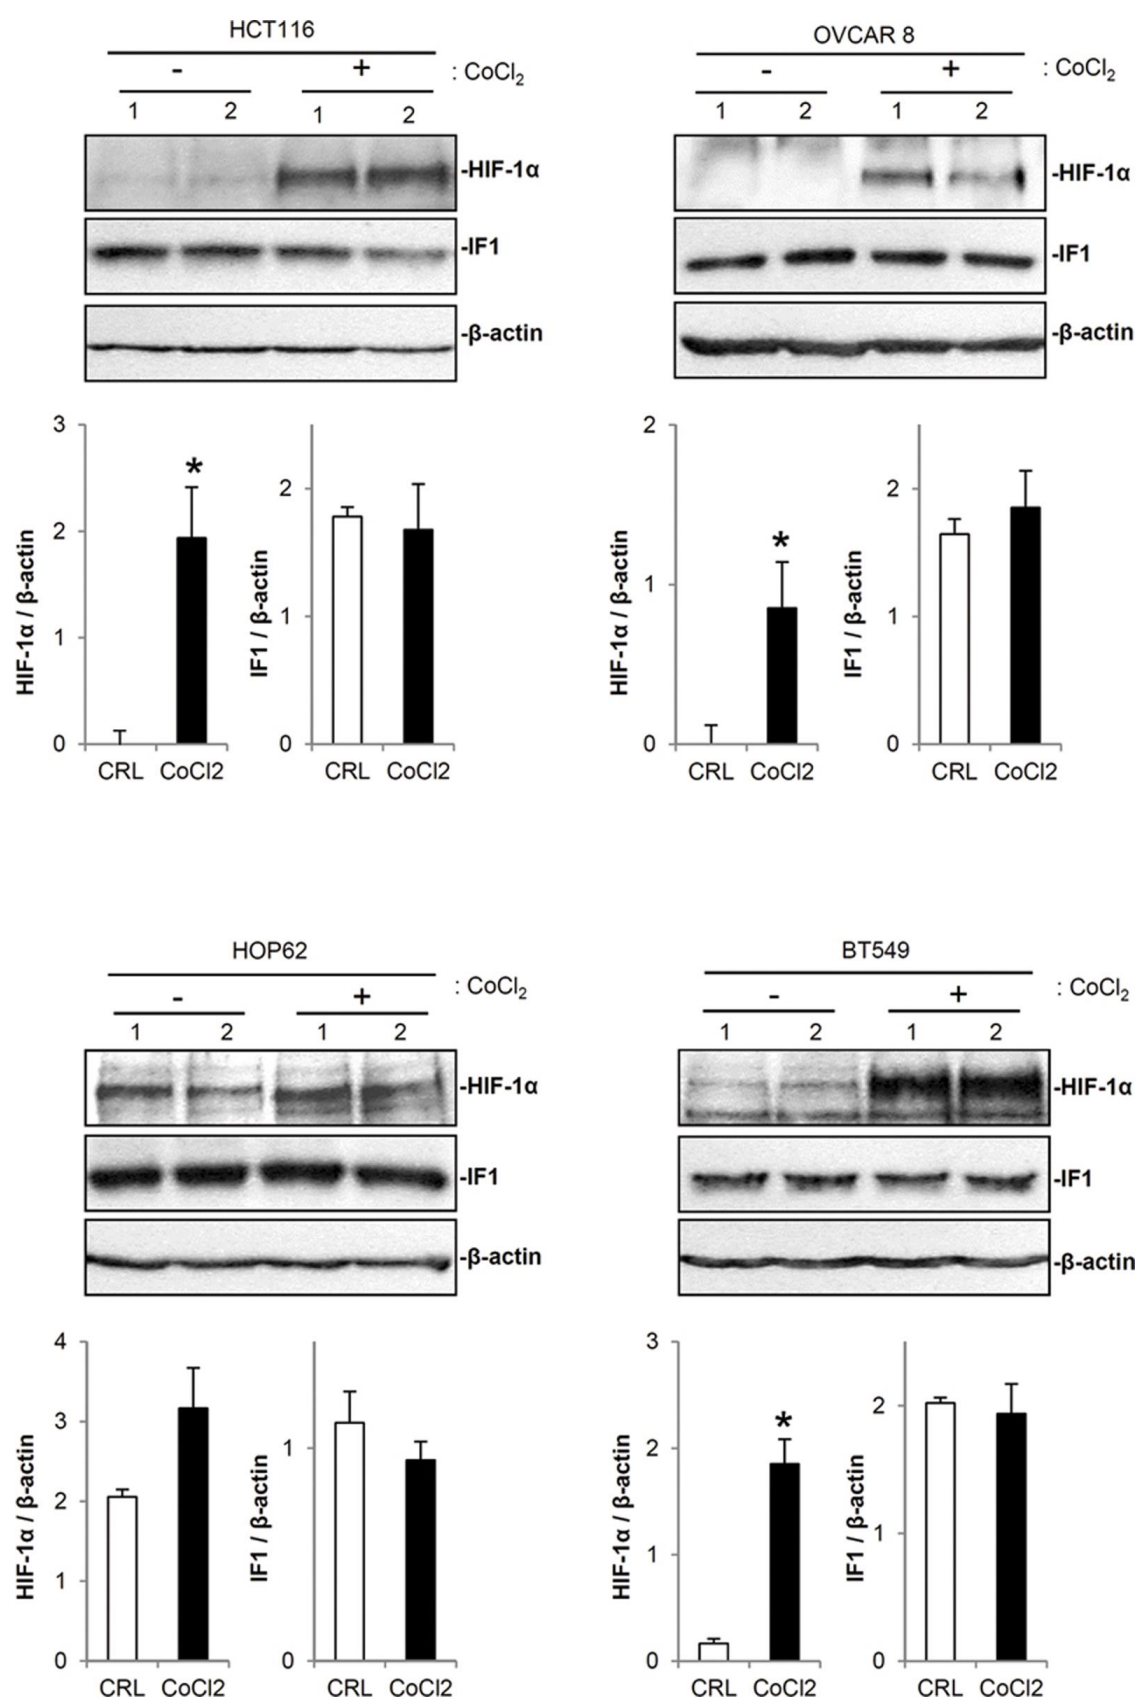 HCT116
- +
: CoCl₂
1 2 1 2
-HIF-1α
-IF1
-β-actin
3
2
1
0
HIF-1α / β-actin
*
CRL CoCl2
2
1
0
IF1 / β-actin
CRL CoCl2
OVCAR 8
- +
: CoCl₂
1 2 1 2
-HIF-1α
-IF1
-β-actin
2
1
0
HIF-1α / β-actin
*
CRL CoCl2
2
1
0
IF1 / β-actin
CRL CoCl2
HOP62
- +
: CoCl₂
1 2 1 2
-HIF-1α
-IF1
-β-actin
4
3
2
1
0
HIF-1α / β-actin
CRL CoCl2
1
0
IF1 / β-actin
CRL CoCl2
BT549
- +
: CoCl₂
1 2 1 2
-HIF-1α
-IF1
-β-actin
3
2
1
0
HIF-1α / β-actin
*
CRL CoCl2
2
1
0
IF1 / β-actin
CRL CoCl2